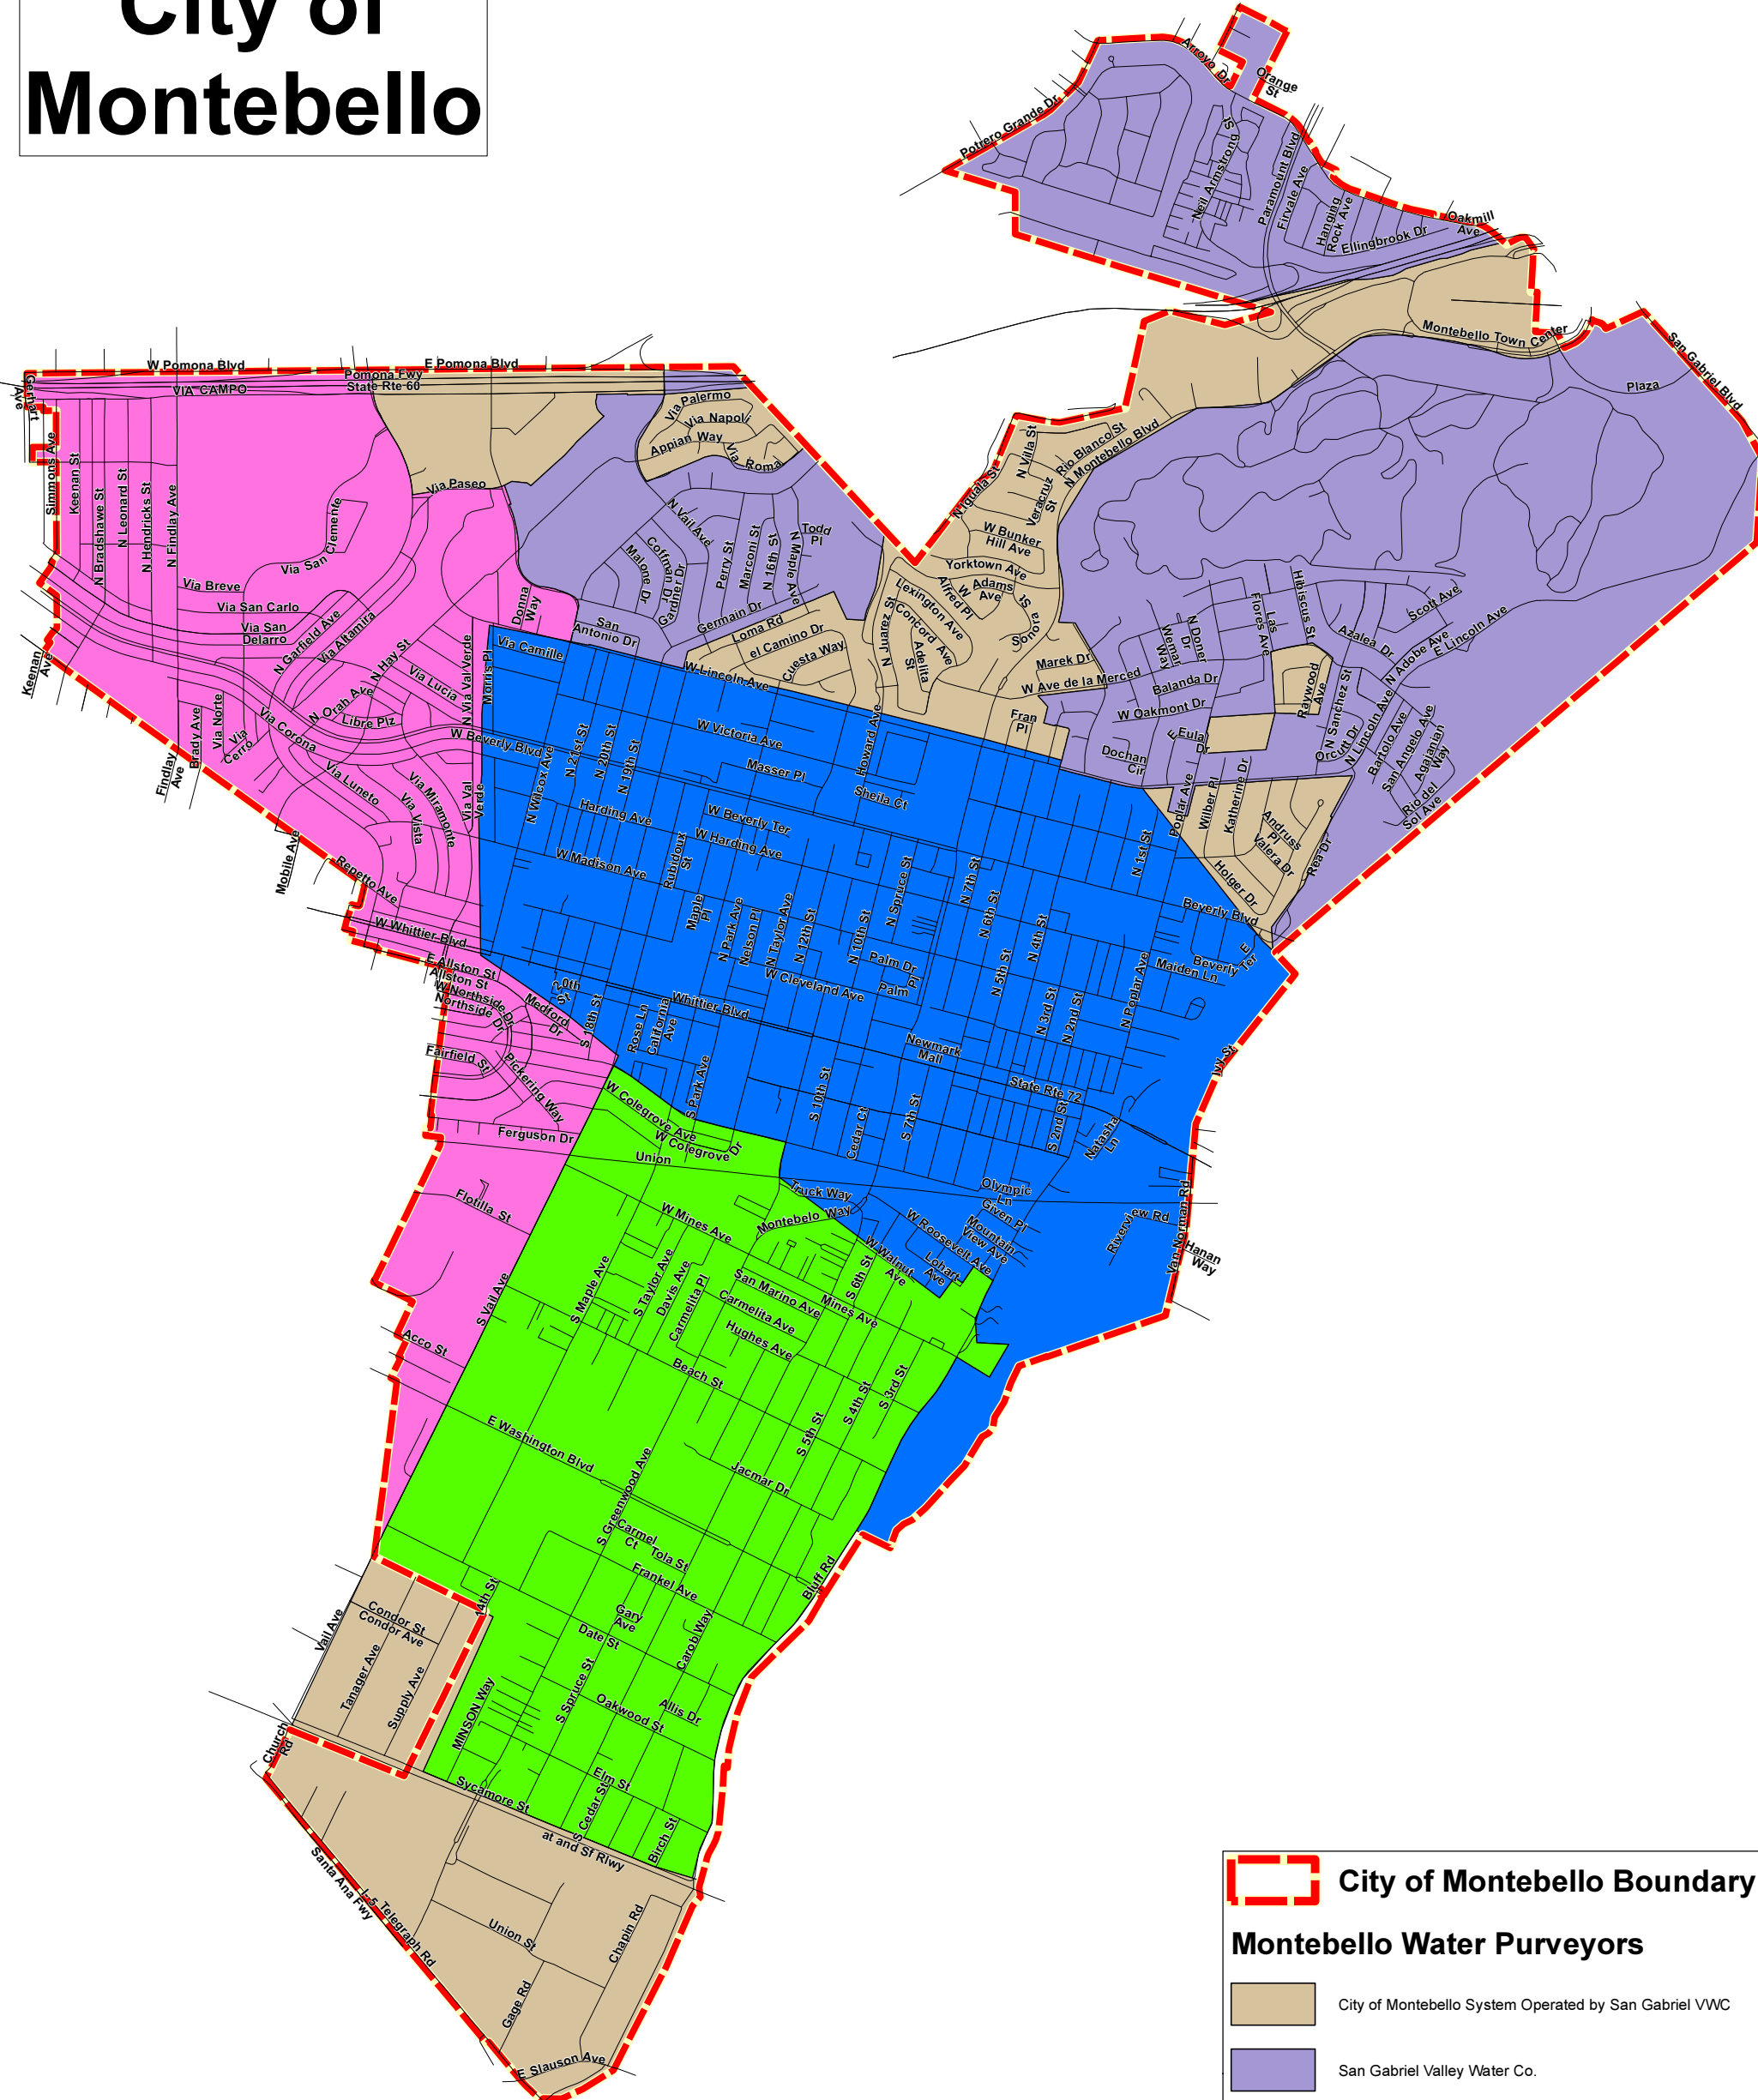 City of
Montebello
Arroyo Dr
Orange
St
Potrero Grande Dr
Neil Armstrong
St
Paramount Blvd
Firvale Ave
Hanging
Rock Ave
Ellingbrook Dr
Oakmill
Ave
Montebello Town Center
Plaza
San Gabriel Blvd
W Pomona Blvd
E Pomona Blvd
Pomona Fwy
State Rte 60
VIA CAMPO
Gerhart
Ave
Simmons Ave
Keenan St
N Bradshawe St
N Leonard St
N Hendricks St
N Findlay Ave
Via San
Clemente
Via Paseo
Via Palermo
Via Napoli
Appian Way
Via
Roma
N Vail Ave
Malone Dr
Coffman Dr
Gardner Dr
Perry St
Marconi St
N 16th St
N Maple Ave
Todd
Pl
Germain Dr
Loma Rd
el Camino Dr
Cuesta Way
N Iguala St
N Villa St
Rio Blanco St
N Montebello Blvd
Veracruz
St
W Bunker
Hill Ave
Yorktown Ave
W Adams
Ave
Alfred Pl
Lexington Ave
Concord Ave
Adelita
St
N Juarez St
Sonora St
Marek Dr
W Ave de la Merced
Fran
Pl
Via Breve
Via San Carlo
Via San
Delarro
N Garfield Ave
Via Altamira
N Hay St
N Orah Ave
Libre Plz
Via Lucia
N Via Val Verde
Morris Pl
Donna
Way
San
Antonio Dr
Via Camille
W Lincoln Ave
Keenan
Ave
Findlay
Ave
Brady Ave
Via Norte
Via
Cerro
Via Corona
Via Luneto
Via
Vista
Via Miramonte
Via Val
Verde
Mobile Ave
Repetto Ave
W Whittier Blvd
W Beverly Blvd
N Wilcox Ave
N 21st St
N 20th St
N 19th St
W Victoria Ave
Masser Pl
Howard Ave
Sheila Ct
Harding Ave
W Beverly Ter
W Harding Ave
Rubidoux
St
W Madison Ave
Maple
Pl
N Park Ave
Nelson Pl
N Taylor Ave
N 12th St
N 10th St
N Spruce St
N 7th St
N 6th St
N 5th St
N 4th St
N 3rd St
N 2nd St
N 1st St
N Poplar Ave
Palm Dr
Palm
Pl
W Cleveland Ave
Whittier Blvd
Newmark
Mall
State Rte 72
Beverly Blvd
Maiden Ln
Beverly
Ter
E
Ivy St
Hibiscus St
Las
Flores Ave
N Doner
Dr
Wemar
Way
Balanda Dr
W Oakmont Dr
E Eula
Dr
Dochan
Cir
Poplar Ave
Wilber Pl
Katherine Dr
Andruss
Pl
Valera Dr
Holger Dr
Rea Dr
Raywood
Ave
N Sanchez St
Orcutt Dr
N Lincoln Ave
Azalea Dr
N Adobe Ave
Scott Ave
E Lincoln Ave
Bartolo Ave
San Angelo Ave
Agajanian
Way
Rio del
Sol Ave
E Allston St
Allston St
W Northside Dr
Northside
Dr
Medford
Dr
20th
St
S 18th St
Rose Ln
California
Ave
S Park Ave
Fairfield St
Pickering Way
Ferguson Dr
W Colegrove Ave
W Colegrove Dr
Union
S 10th St
Cedar Ct
S 7th St
S 2nd St
Natasha
Ln
Olympic
Ln
Given Pl
Mountain
View Ave
Truck Way
Montebelo Way
W Roosevelt Ave
Lohart
Ave
W Walnut
Ave
Riverview Rd
Van Norman Rd
Hanan
Way
Flotilla St
S Vail Ave
Acco St
W Mines Ave
S Maple Ave
S Taylor Ave
Davis Ave
Carmelita Pl
San Marino Ave
Carmelita Ave
Hughes Ave
Mines Ave
S 6th St
S 5th St
S 4th St
S 3rd St
Beach St
E Washington Blvd
S Greenwood Ave
Jacmar Dr
Carmel
Ct
Tola St
Frankel Ave
Bluff Rd
14th St
Gary
Ave
Date St
Carob Way
S Spruce St
Oakwood St
Allis Dr
MINSON Way
Elm St
S Cedar St
Birch St
Sycamore St
at and Sf Rlwy
Vail Ave
Condor St
Condor Ave
Tanager Ave
Supply Ave
Church
Rd
Santa Ana Fwy
I- 5 Telegraph Rd
Union St
Chapin Rd
Gage Rd
E Slauson Ave
City of Montebello Boundary
Montebello Water Purveyors
City of Montebello System Operated by San Gabriel VWC
San Gabriel Valley Water Co.